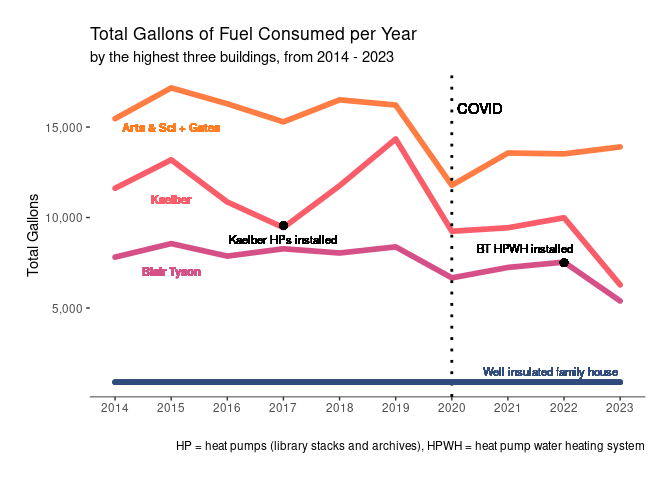 Total Gallons of Fuel Consumed per Year
by the highest three buildings, from 2014 - 2023
COVID
15,000
Arts & Sci + Gates
Kaelber
10,000
Kaelber HPs installed
BT HPWH installed
Blair Tyson
5,000
Well insulated family house
Total Gallons
2014 2015 2016 2017 2018 2019 2020 2021 2022 2023
HP = heat pumps (library stacks and archives), HPWH = heat pump water heating system